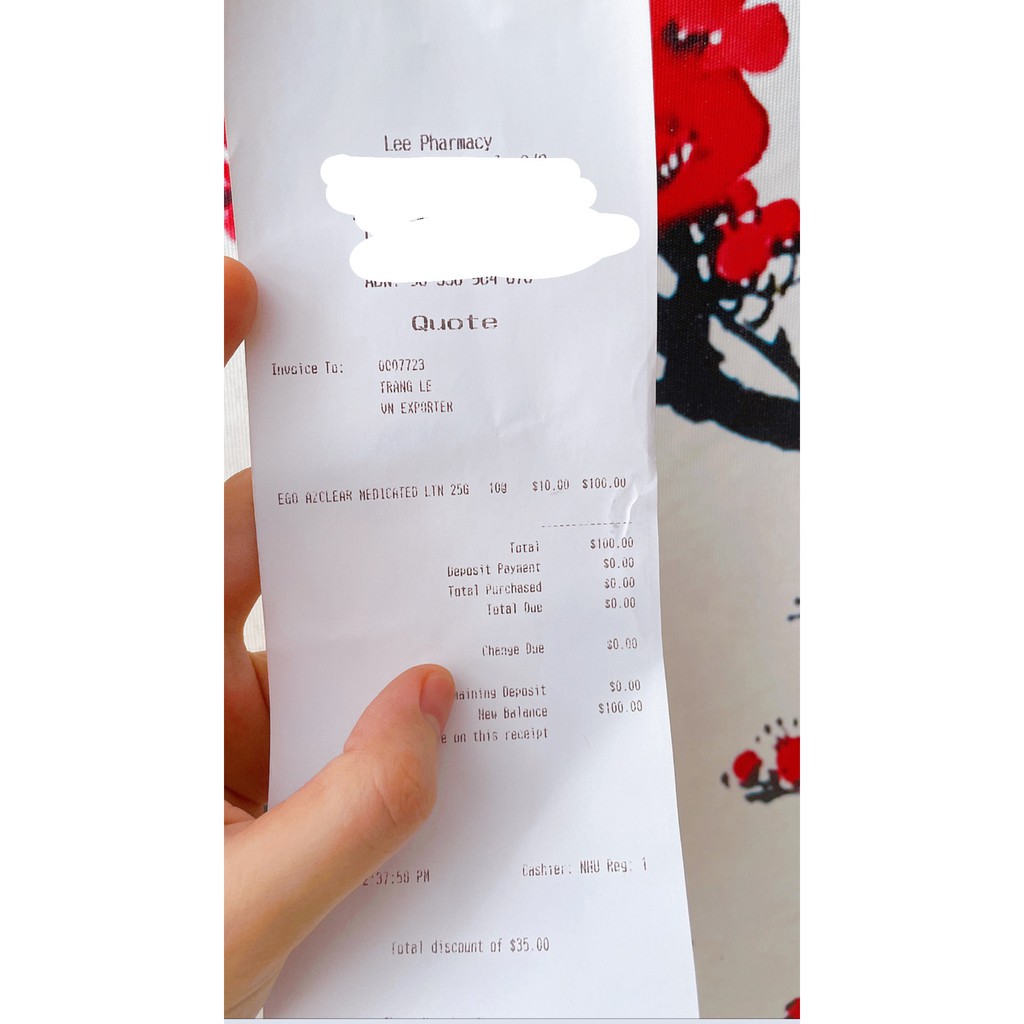 Lee Pharmacy
Quote
Invoice To: 0007723
TRANG LE
VN EXPORTER
EGO AZCLEAR MEDICATED LTN 25G 10@ $10.00 $100.00
Total $100.00
Deposit Payment $0.00
Total Purchased $0.00
Total Due $0.00
Change Due $0.00
aining Deposit $0.00
New Balance $100.00
e on this receipt
:37:58 PM Cashier: NHU Reg: 1
Total discount of $35.00